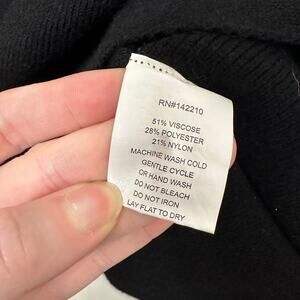 RN#142210
51% VISCOSE
28% POLYESTER
21% NYLON
MACHINE WASH COLD
GENTLE CYCLE
OR HAND WASH
DO NOT BLEACH
DO NOT IRON
LAY FLAT TO DRY